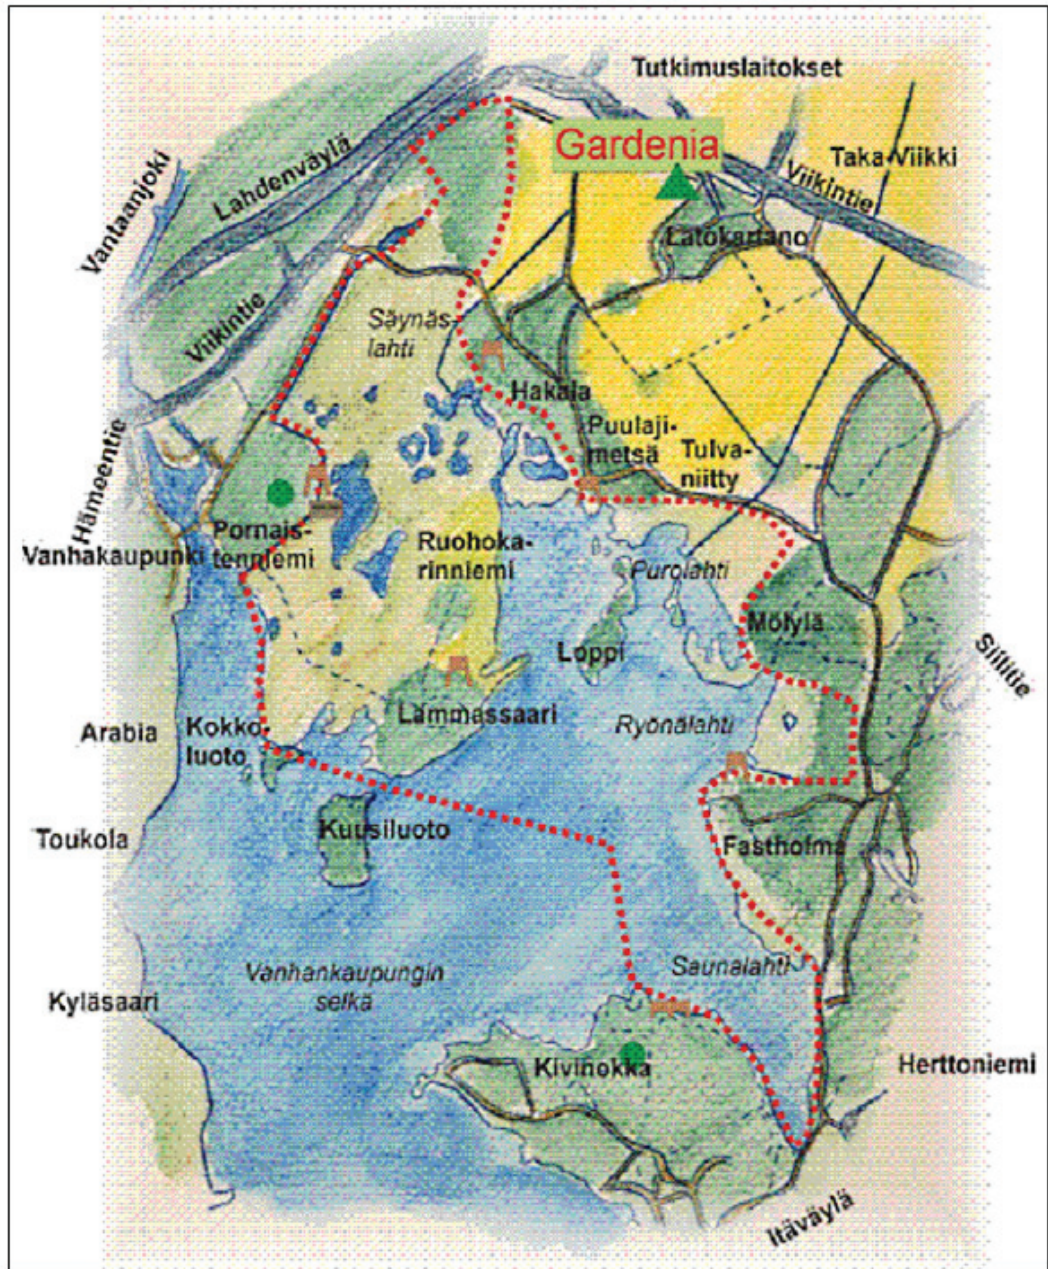 Tutkimuslaitokset
Gardenia
Taka-Viikki
Viikintie
Lahdenväylä
Vantaanjoki
Latokartano
Viikintie
Säynäs-
lahti
Hakala
Puulaji-
metsä
Tulva-
niitty
Hämeentie
Vanhakaupunki
Pornais-
tenniemi
Ruohoka-
rinniemi
Purolahti
Mölylä
Siilitie
Loppi
Arabia
Kokko-
luoto
Lammassaari
Ryönälahti
Toukola
Kuusiluoto
Fastholma
Vanhankaupungin
selkä
Saunalahti
Kyläsaari
Kivinokka
Herttoniemi
Itäväylä